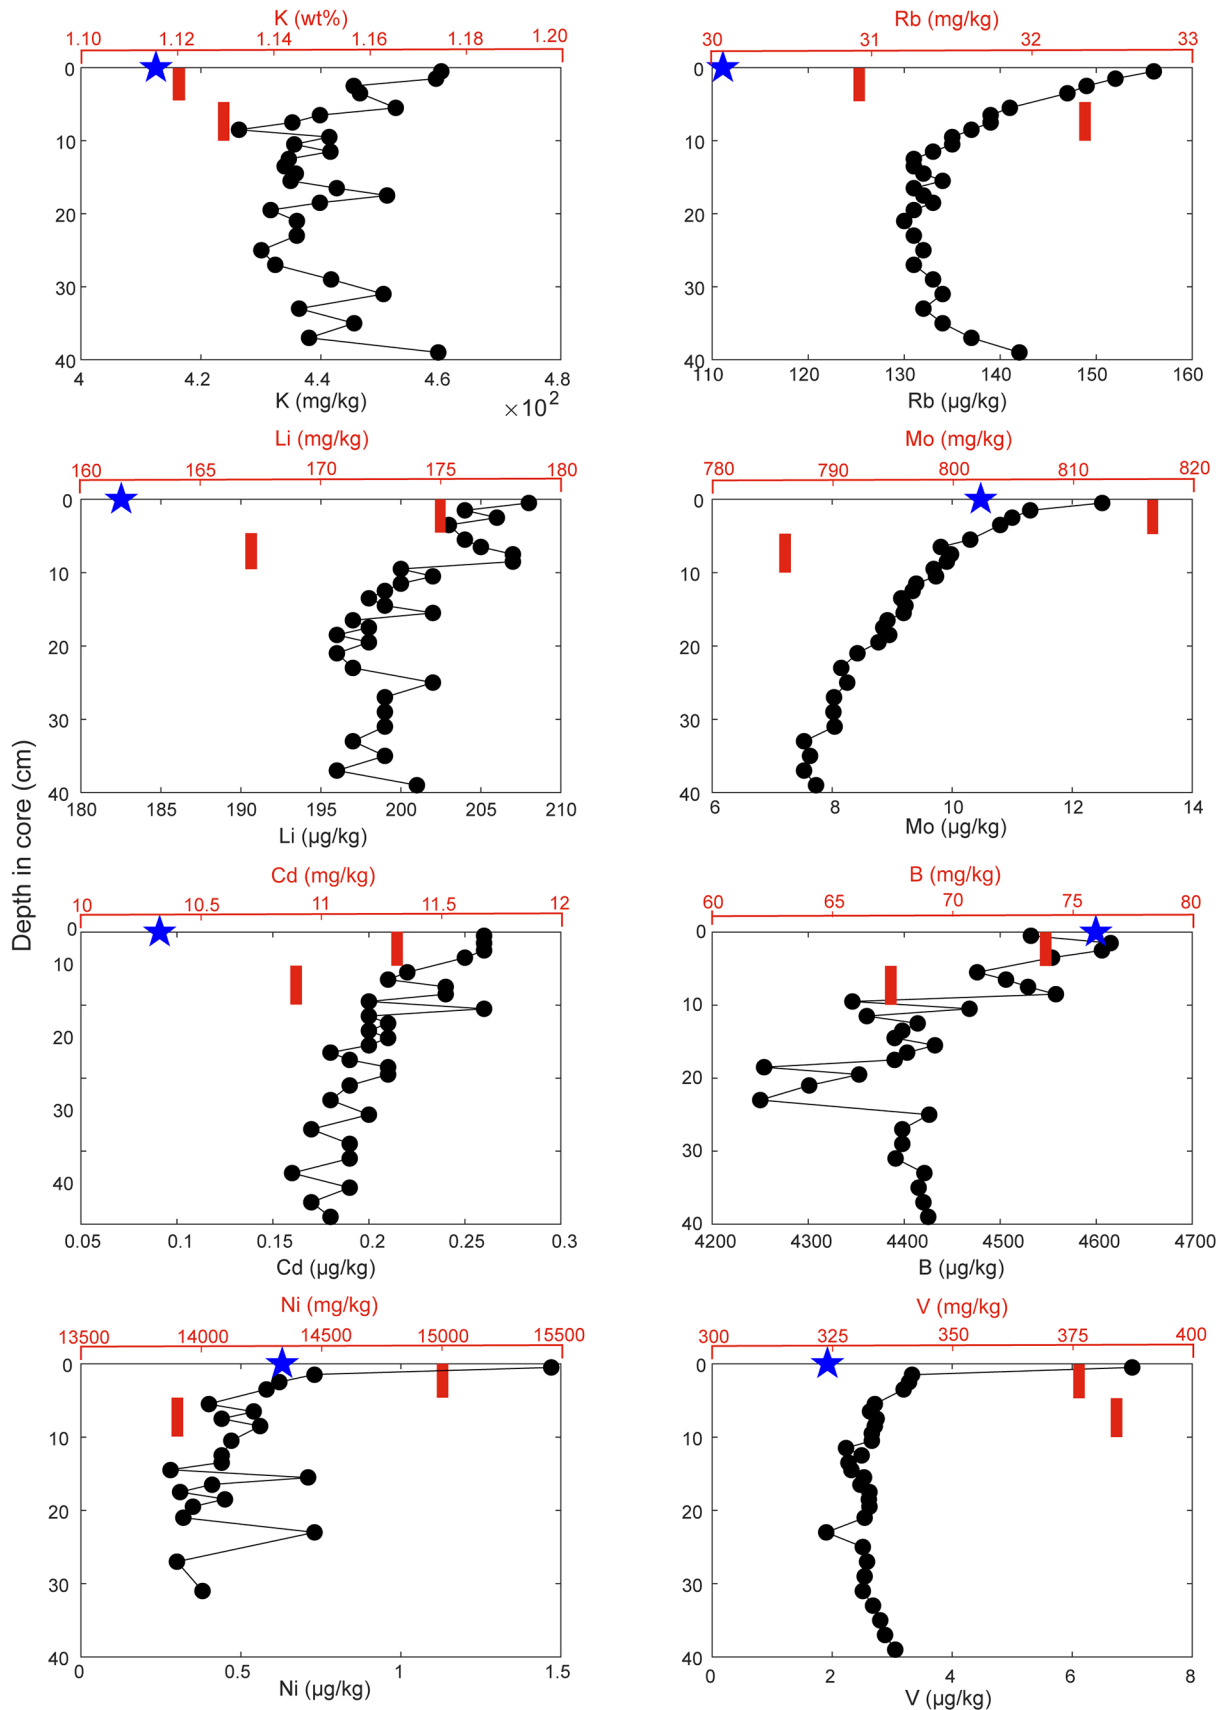 K (wt%)
1.10 1.12 1.14 1.16 1.18 1.20
0
10
20
30
40
4 4.2 4.4 4.6 4.8
K (mg/kg)
×10²
Rb (mg/kg)
30 31 32 33
0
10
20
30
40
110 120 130 140 150 160
Rb (µg/kg)
Li (mg/kg)
160 165 170 175 180
0
10
20
30
40
180 185 190 195 200 205 210
Li (µg/kg)
Mo (mg/kg)
780 790 802 812 820
0
10
20
30
40
6 8 10 12 14
Mo (µg/kg)
Depth in core (cm)
Cd (mg/kg)
10 10.5 11 11.5 12
0
10
20
30
40
0.05 0.1 0.15 0.2 0.25 0.3
Cd (µg/kg)
B (mg/kg)
60 65 70 75 80
0
10
20
30
40
4200 4300 4400 4500 4600 4700
B (µg/kg)
Ni (mg/kg)
13500 14000 14500 15000 15500
0
10
20
30
40
0 0.5 1 1.5
Ni (µg/kg)
V (mg/kg)
300 325 350 375 400
0
10
20
30
40
0 2 4 6 8
V (µg/kg)